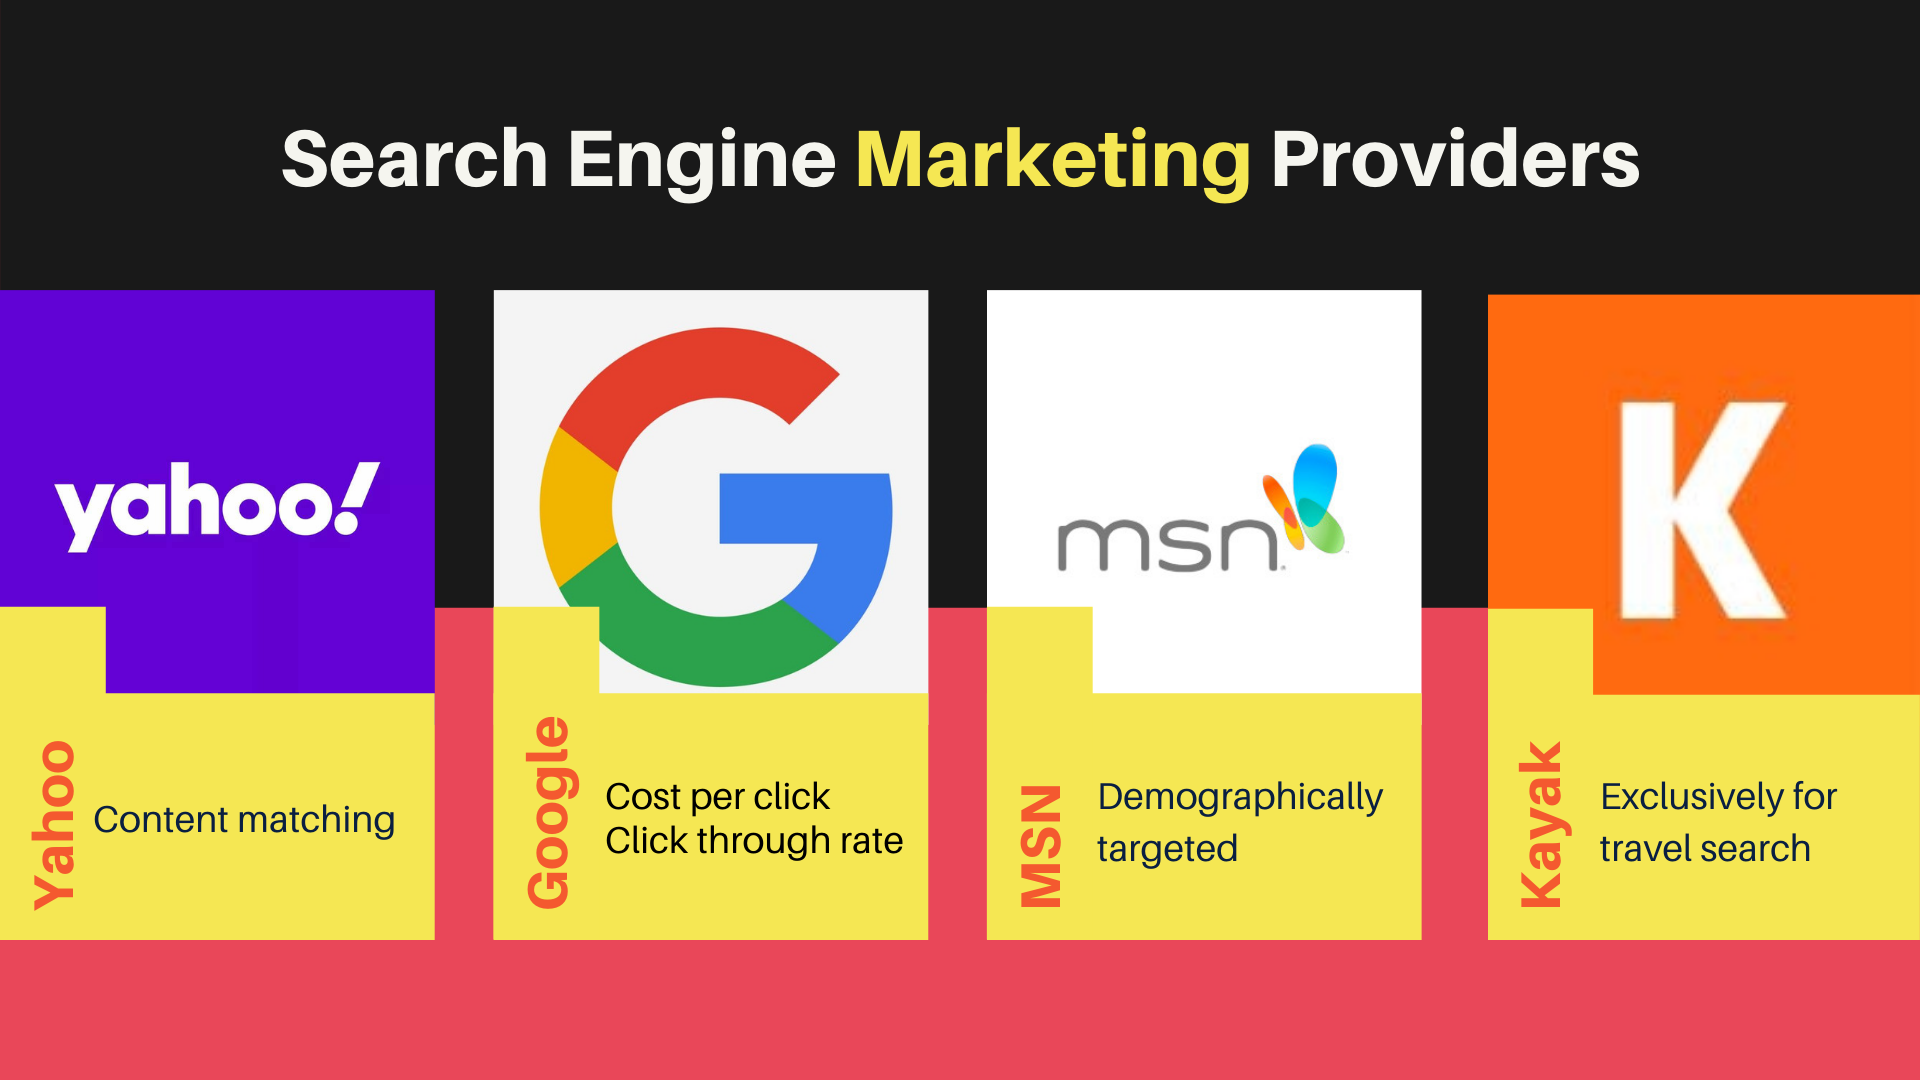 Search Engine Marketing Providers
yahoo!
G
msn
K
Yahoo
Content matching
Google
Cost per click
Click through rate
MSN
Demographically
targeted
Kayak
Exclusively for
travel search